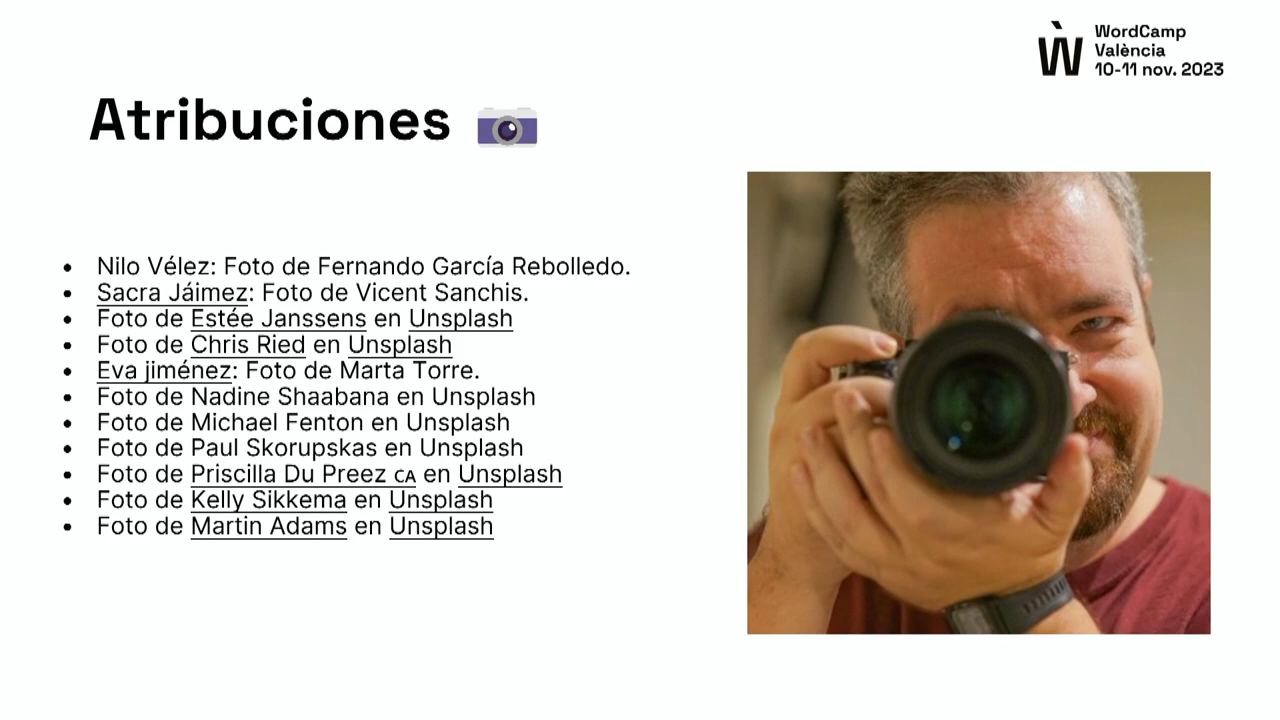 WordCamp
València
10-11 nov. 2023
Atribuciones
Nilo Vélez: Foto de Fernando García Rebolledo.
Sacra Jáimez: Foto de Vicent Sanchis.
Foto de Estée Janssens en Unsplash
Foto de Chris Ried en Unsplash
Eva jiménez: Foto de Marta Torre.
Foto de Nadine Shaabana en Unsplash
Foto de Michael Fenton en Unsplash
Foto de Paul Skorupskas en Unsplash
Foto de Priscilla Du Preez ᴄᴀ en Unsplash
Foto de Kelly Sikkema en Unsplash
Foto de Martin Adams en Unsplash